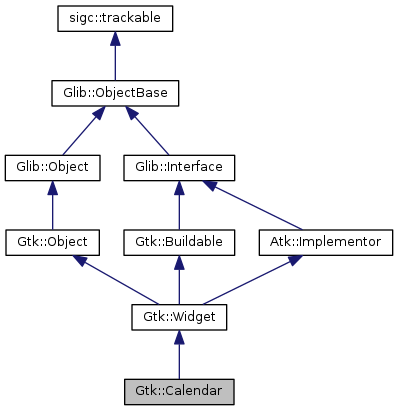 sigc::trackable
Glib::ObjectBase
Glib::Object
Glib::Interface
Gtk::Object
Gtk::Buildable
Atk::Implementor
Gtk::Widget
Gtk::Calendar